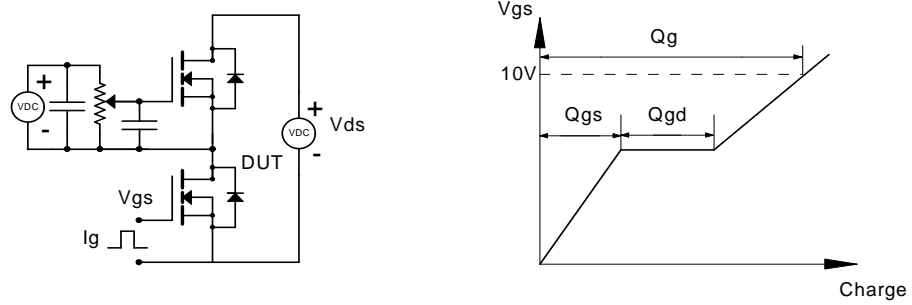 +
VDC
-
DUT
Vgs
Ig
+
VDC
-
Vds
Vgs
Qg
10V
Qgs
Qgd
Charge